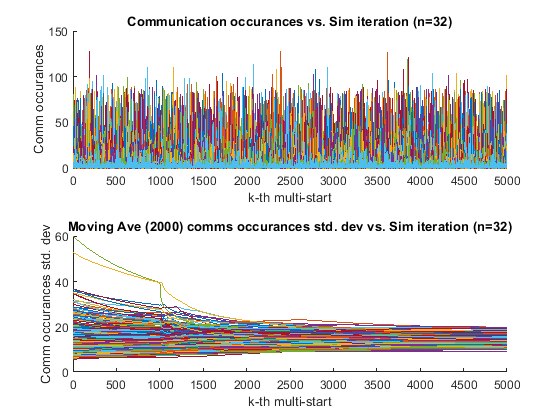 Communication occurances vs. Sim iteration (n=32)
Comm occurances
150
100
50
0
0 500 1000 1500 2000 2500 3000 3500 4000 4500 5000
k-th multi-start
Moving Ave (2000) comms occurances std. dev vs. Sim iteration (n=32)
Comm occurances std. dev
60
40
20
0
0 500 1000 1500 2000 2500 3000 3500 4000 4500 5000
k-th multi-start